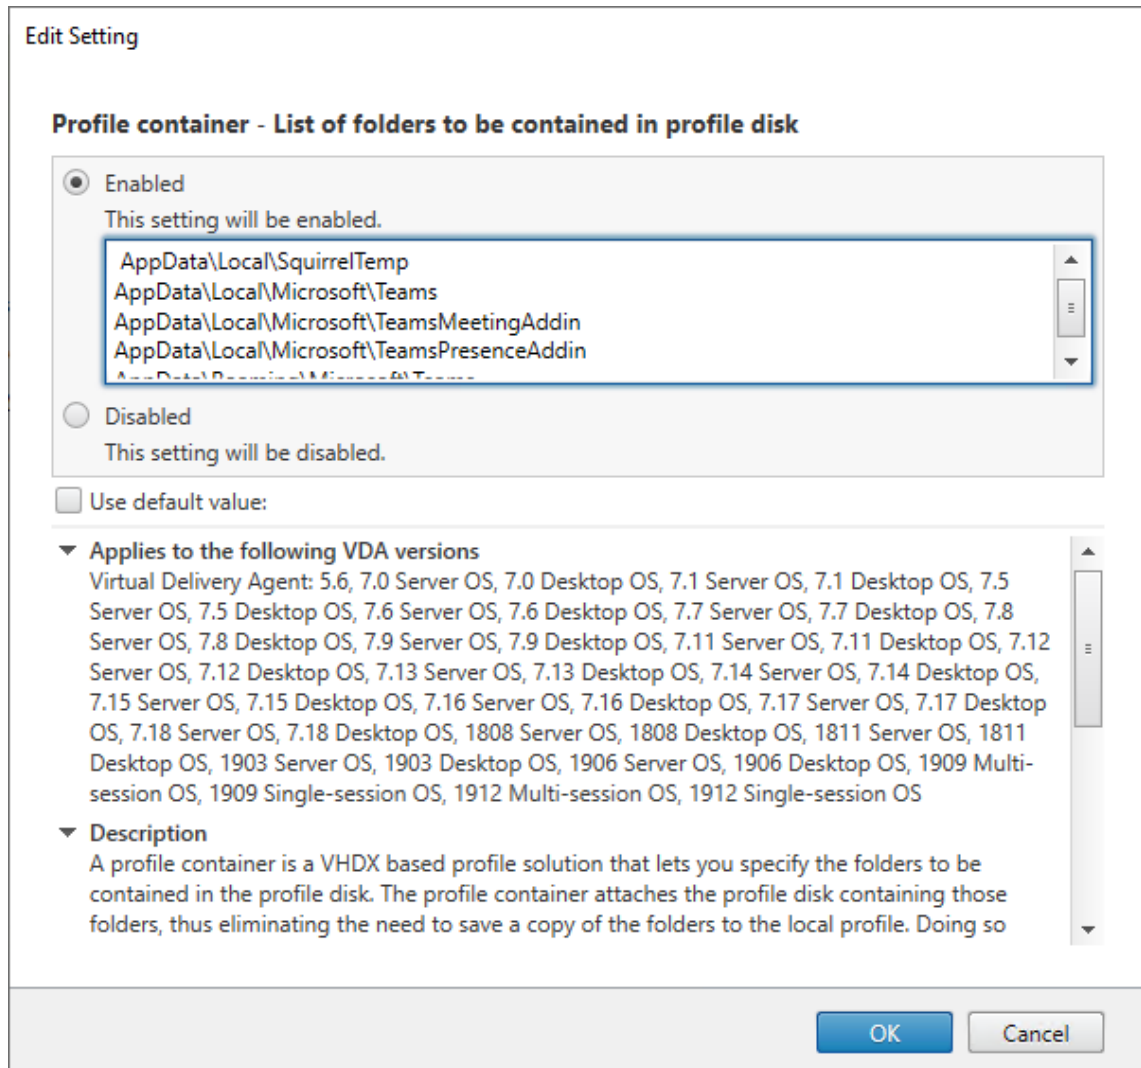 Edit Setting
Profile container - List of folders to be contained in profile disk
Enabled
This setting will be enabled.
AppData\Local\SquirrelTemp
AppData\Local\Microsoft\Teams
AppData\Local\Microsoft\TeamsMeetingAddin
AppData\Local\Microsoft\TeamsPresenceAddin
AppData\Roaming\Microsoft\Teams
Disabled
This setting will be disabled.
Use default value:
Applies to the following VDA versions
Virtual Delivery Agent: 5.6, 7.0 Server OS, 7.0 Desktop OS, 7.1 Server OS, 7.1 Desktop OS, 7.5
Server OS, 7.5 Desktop OS, 7.6 Server OS, 7.6 Desktop OS, 7.7 Server OS, 7.7 Desktop OS, 7.8
Server OS, 7.8 Desktop OS, 7.9 Server OS, 7.9 Desktop OS, 7.11 Server OS, 7.11 Desktop OS, 7.12
Server OS, 7.12 Desktop OS, 7.13 Server OS, 7.13 Desktop OS, 7.14 Server OS, 7.14 Desktop OS,
7.15 Server OS, 7.15 Desktop OS, 7.16 Server OS, 7.16 Desktop OS, 7.17 Server OS, 7.17 Desktop
OS, 7.18 Server OS, 7.18 Desktop OS, 1808 Server OS, 1808 Desktop OS, 1811 Server OS, 1811
Desktop OS, 1903 Server OS, 1903 Desktop OS, 1906 Server OS, 1906 Desktop OS, 1909 Multi-
session OS, 1909 Single-session OS, 1912 Multi-session OS, 1912 Single-session OS
Description
A profile container is a VHDX based profile solution that lets you specify the folders to be
contained in the profile disk. The profile container attaches the profile disk containing those
folders, thus eliminating the need to save a copy of the folders to the local profile. Doing so
OK
Cancel